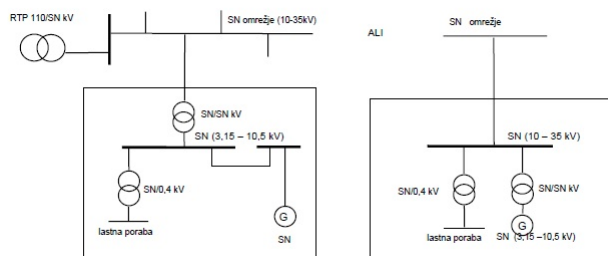 RTP 110/SN kV
SN omrežje (10-35kV)
SN/SN kV
SN (3,15 – 10,5 kV)
SN/0,4 kV
lastna poraba
G
SN
ALI
SN omrežje
SN (10 – 35 kV)
SN/0,4 kV
SN/SN kV
G
lastna poraba
SN (3,15 –10,5 kV)